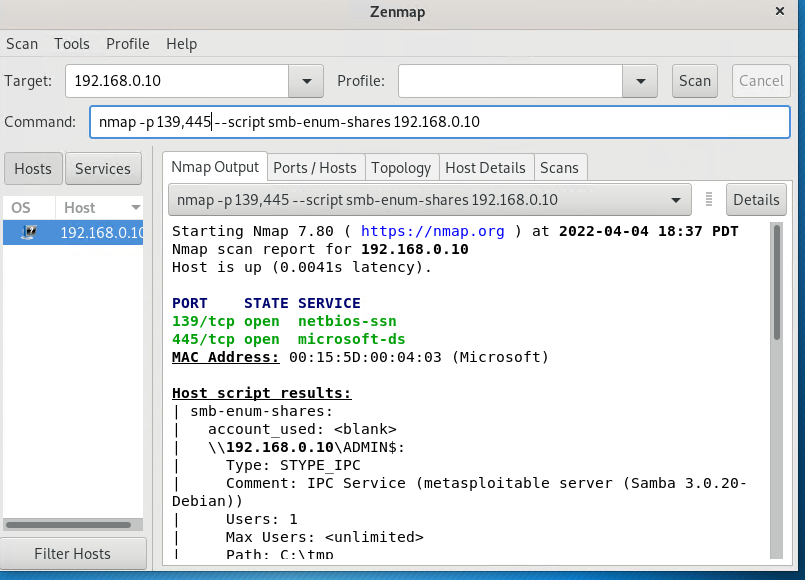 Zenmap
×
Scan Tools Profile Help
Target: 192.168.0.10 Profile: Scan Cancel
Command: nmap -p 139,445 --script smb-enum-shares 192.168.0.10
Hosts Services
Nmap Output Ports / Hosts Topology Host Details Scans
OS Host
192.168.0.10
nmap -p 139,445 --script smb-enum-shares 192.168.0.10 Details
Starting Nmap 7.80 ( https://nmap.org ) at 2022-04-04 18:37 PDT
Nmap scan report for 192.168.0.10
Host is up (0.0041s latency).
PORT    STATE SERVICE
139/tcp open  netbios-ssn
445/tcp open  microsoft-ds
MAC Address: 00:15:5D:00:04:03 (Microsoft)
Host script results:
| smb-enum-shares:
|   account_used: <blank>
|   \\192.168.0.10\ADMIN$:
|     Type: STYPE_IPC
|     Comment: IPC Service (metasploitable server (Samba 3.0.20-
Debian))
|     Users: 1
|     Max Users: <unlimited>
|     Path: C:\tmp
Filter Hosts